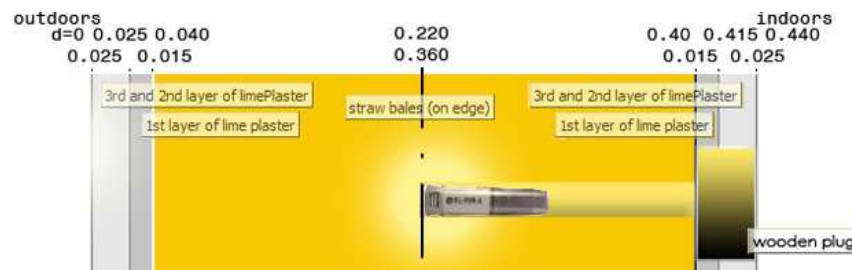 outdoors indoors
d=0 0.025 0.040 0.220 0.40 0.415 0.440
0.025 0.015 0.360 0.015 0.025
3rd and 2nd layer of limePlaster 3rd and 2nd layer of limePlaster
straw bales (on edge)
1st layer of lime plaster 1st layer of lime plaster
wooden plug